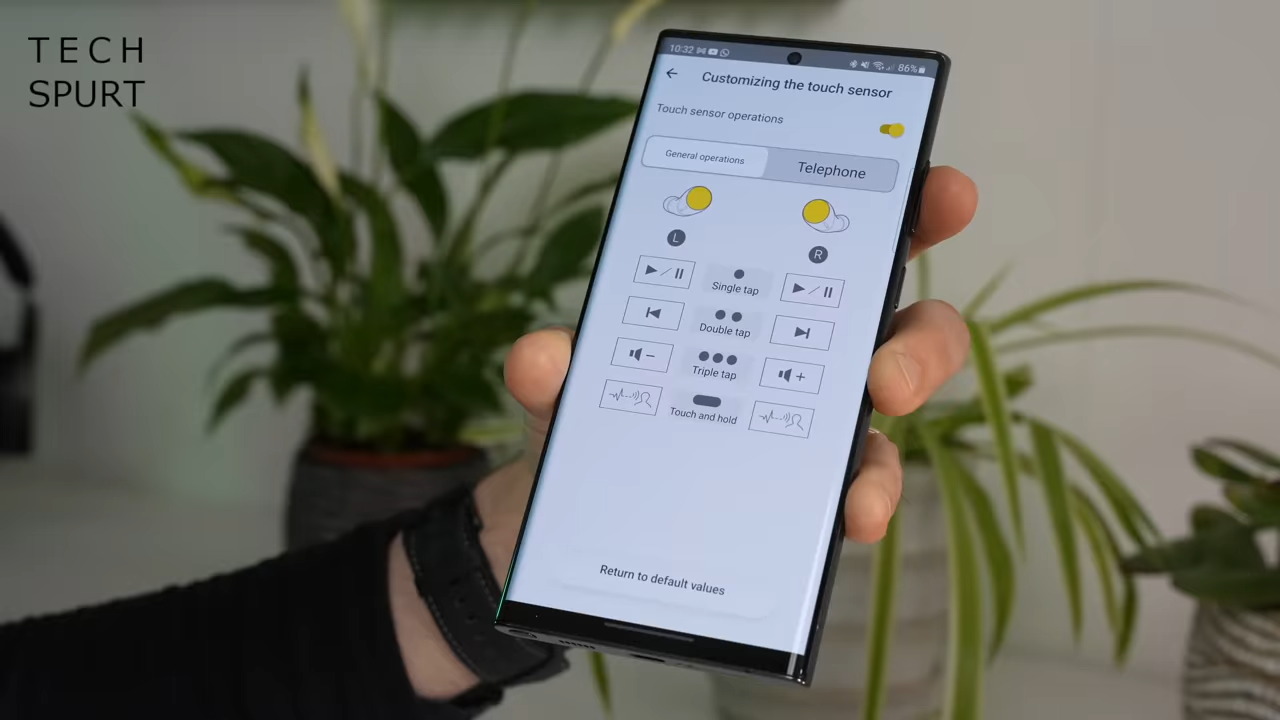 TECH
SPURT
10:32
86%
Customizing the touch sensor
Touch sensor operations
General operations
Telephone
L
R
Single tap
Double tap
Triple tap
Touch and hold
Return to default values